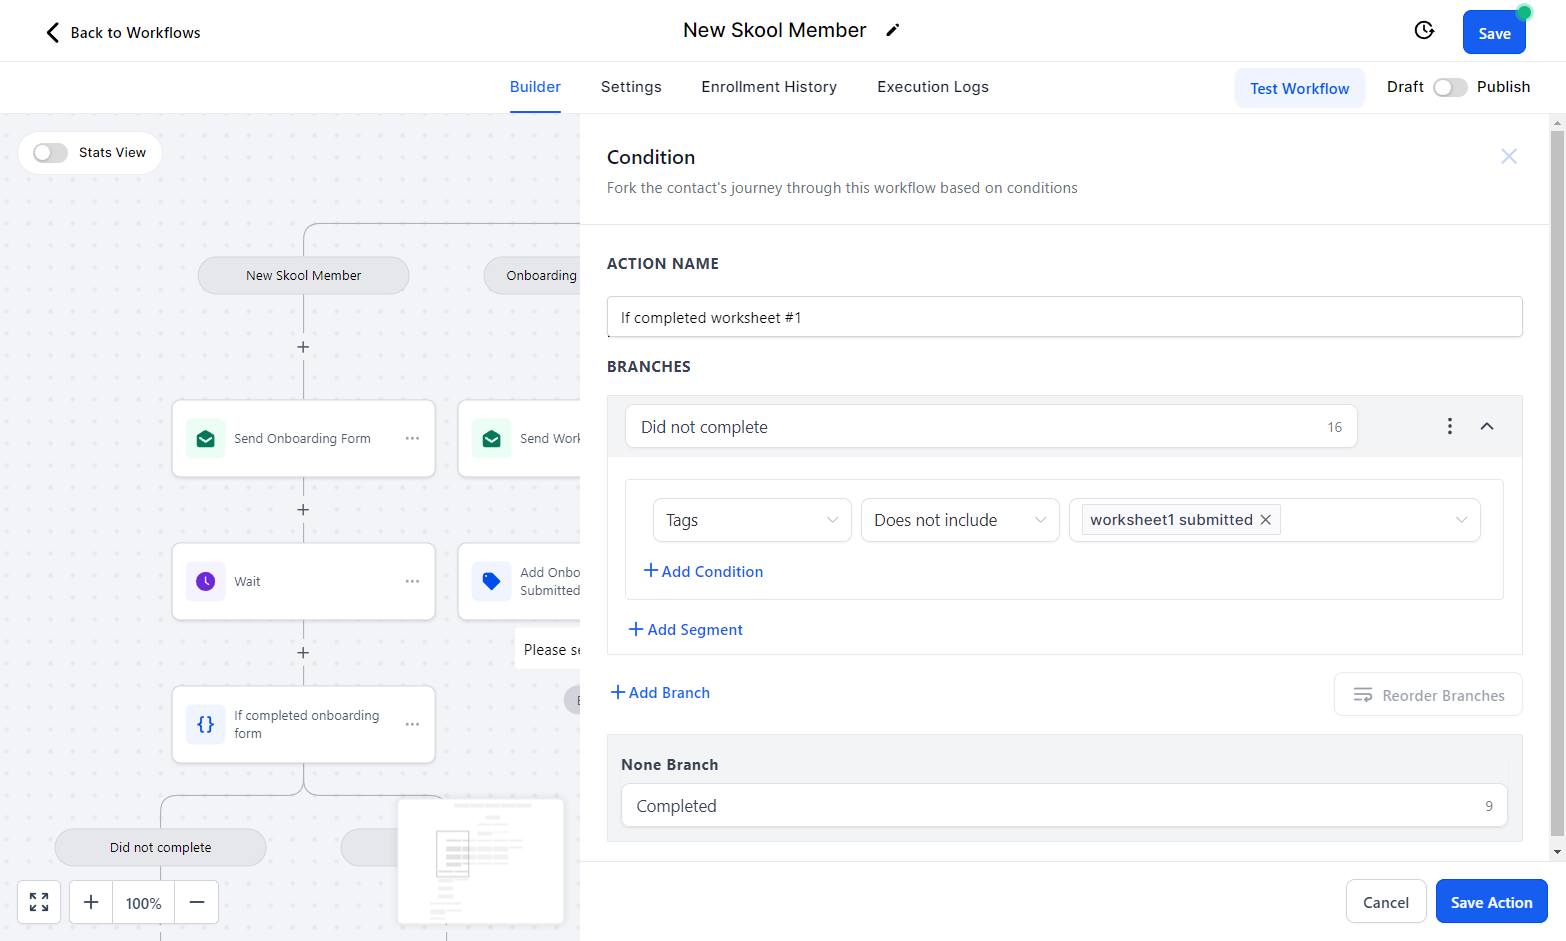 Back to Workflows
New Skool Member
Save
Builder
Settings
Enrollment History
Execution Logs
Test Workflow
Draft
Publish
Stats View
New Skool Member
Onboarding
Send Onboarding Form
Send Work
Wait
Add Onbo
Submitted
Please se
If completed onboarding
form
Did not complete
100%
Condition
Fork the contact's journey through this workflow based on conditions
ACTION NAME
If completed worksheet #1
BRANCHES
Did not complete
16
Tags
Does not include
worksheet1 submitted
Add Condition
Add Segment
Add Branch
Reorder Branches
None Branch
Completed
9
Cancel
Save Action